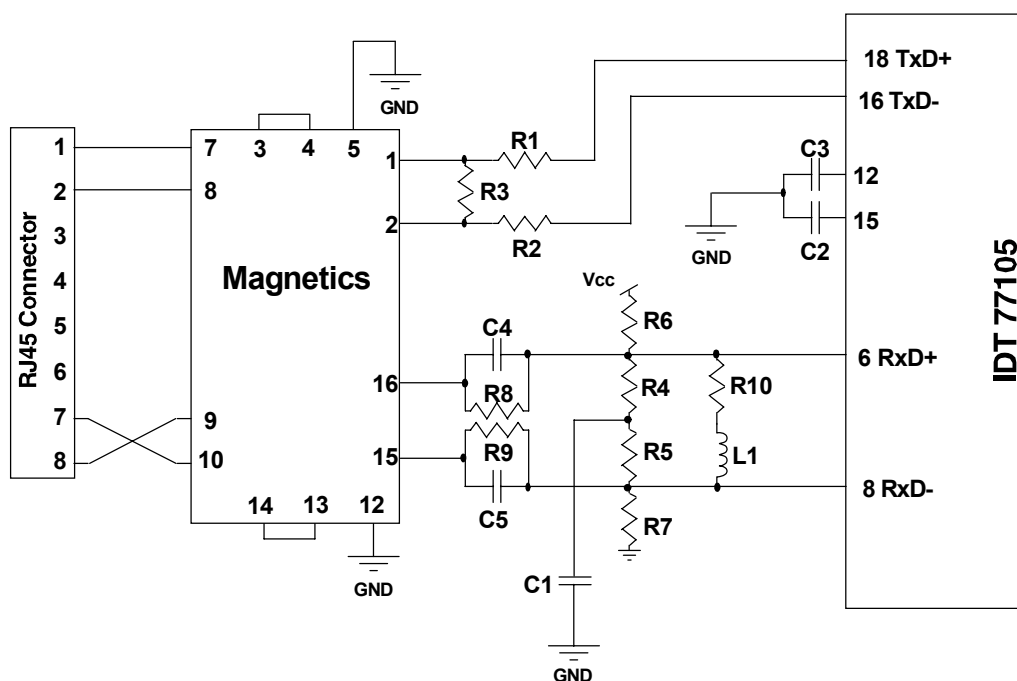 GND
18 TxD+
16 TxD-
1
7
3
4
5
1
R1
C3
2
8
R3
12
3
2
R2
C2
15
GND
4
Magnetics
Vcc
5
R6
C4
6
16
R8
R4
R10
6 RxD+
7
9
R9
R5
L1
8
10
15
C5
R7
8 RxD-
14
13
12
GND
C1
GND
RJ45 Connector
IDT 77105